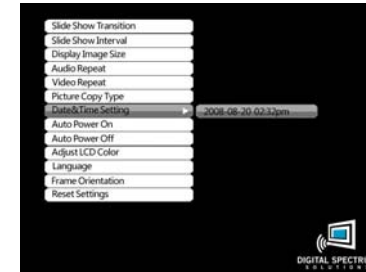 Slide Show Transition
Slide Show Interval
Display Image Size
Audio Repeat
Video Repeat
Picture Copy Type
Date&Time Setting 2008-08-20 02:32pm
Auto Power On
Auto Power Off
Adjust LCD Color
Language
Frame Orientation
Reset Settings
DIGITAL SPECTR
SOLUTION